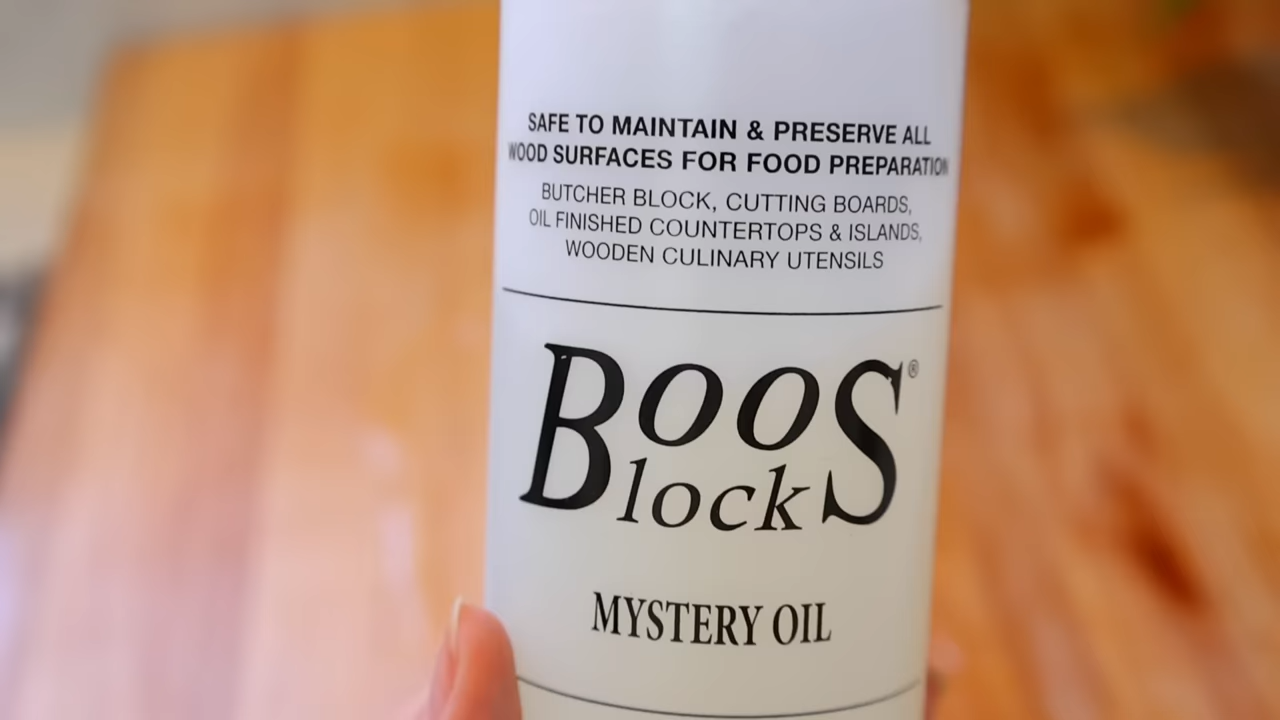 SAFE TO MAINTAIN & PRESERVE ALL
WOOD SURFACES FOR FOOD PREPARATION
BUTCHER BLOCK, CUTTING BOARDS,
OIL FINISHED COUNTERTOPS & ISLANDS,
WOODEN CULINARY UTENSILS
BOOS®
BlockS
MYSTERY OIL